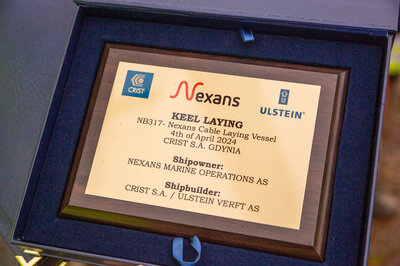 CRIST
Nexans
ULSTEIN®
KEEL LAYING
NB317- Nexans Cable Laying Vessel
4th of April 2024
CRIST S.A. GDYNIA
Shipowner:
NEXANS MARINE OPERATIONS AS
Shipbuilder:
CRIST S.A. / ULSTEIN VERFT AS